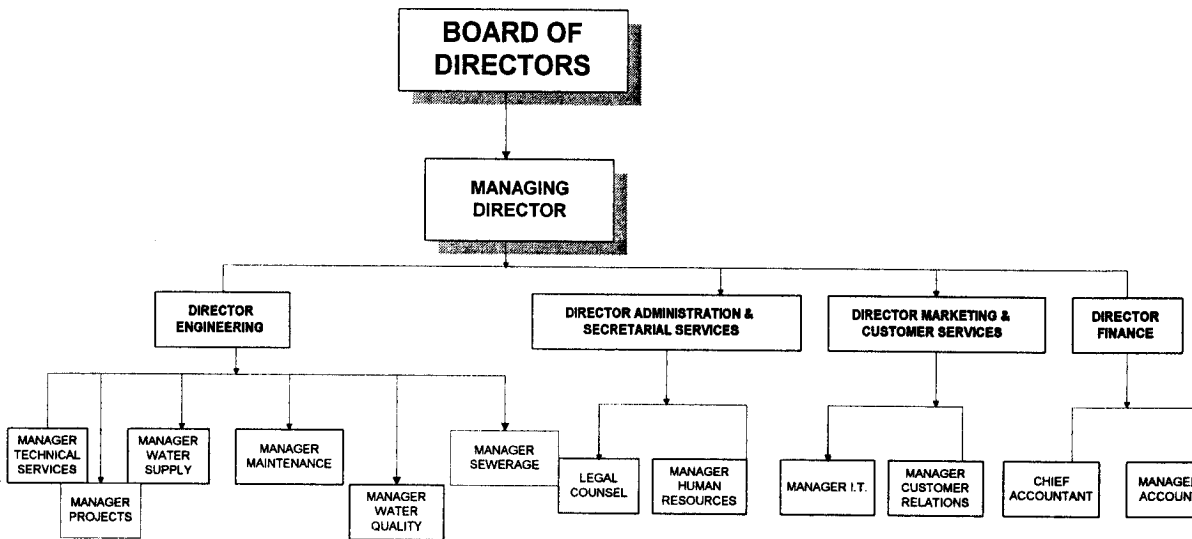 BOARD OF
DIRECTORS
MANAGING
DIRECTOR
DIRECTOR
ENGINEERING
DIRECTOR ADMINISTRATION &
SECRETARIAL SERVICES
DIRECTOR MARKETING &
CUSTOMER SERVICES
DIRECTOR
FINANCE
MANAGER
TECHNICAL
SERVICES
MANAGER
PROJECTS
MANAGER
WATER
SUPPLY
MANAGER
MAINTENANCE
MANAGER
WATER
QUALITY
MANAGER
SEWERAGE
LEGAL
COUNSEL
MANAGER
HUMAN
RESOURCES
MANAGER I.T.
MANAGER
CUSTOMER
RELATIONS
CHIEF
ACCOUNTANT
MANAGE